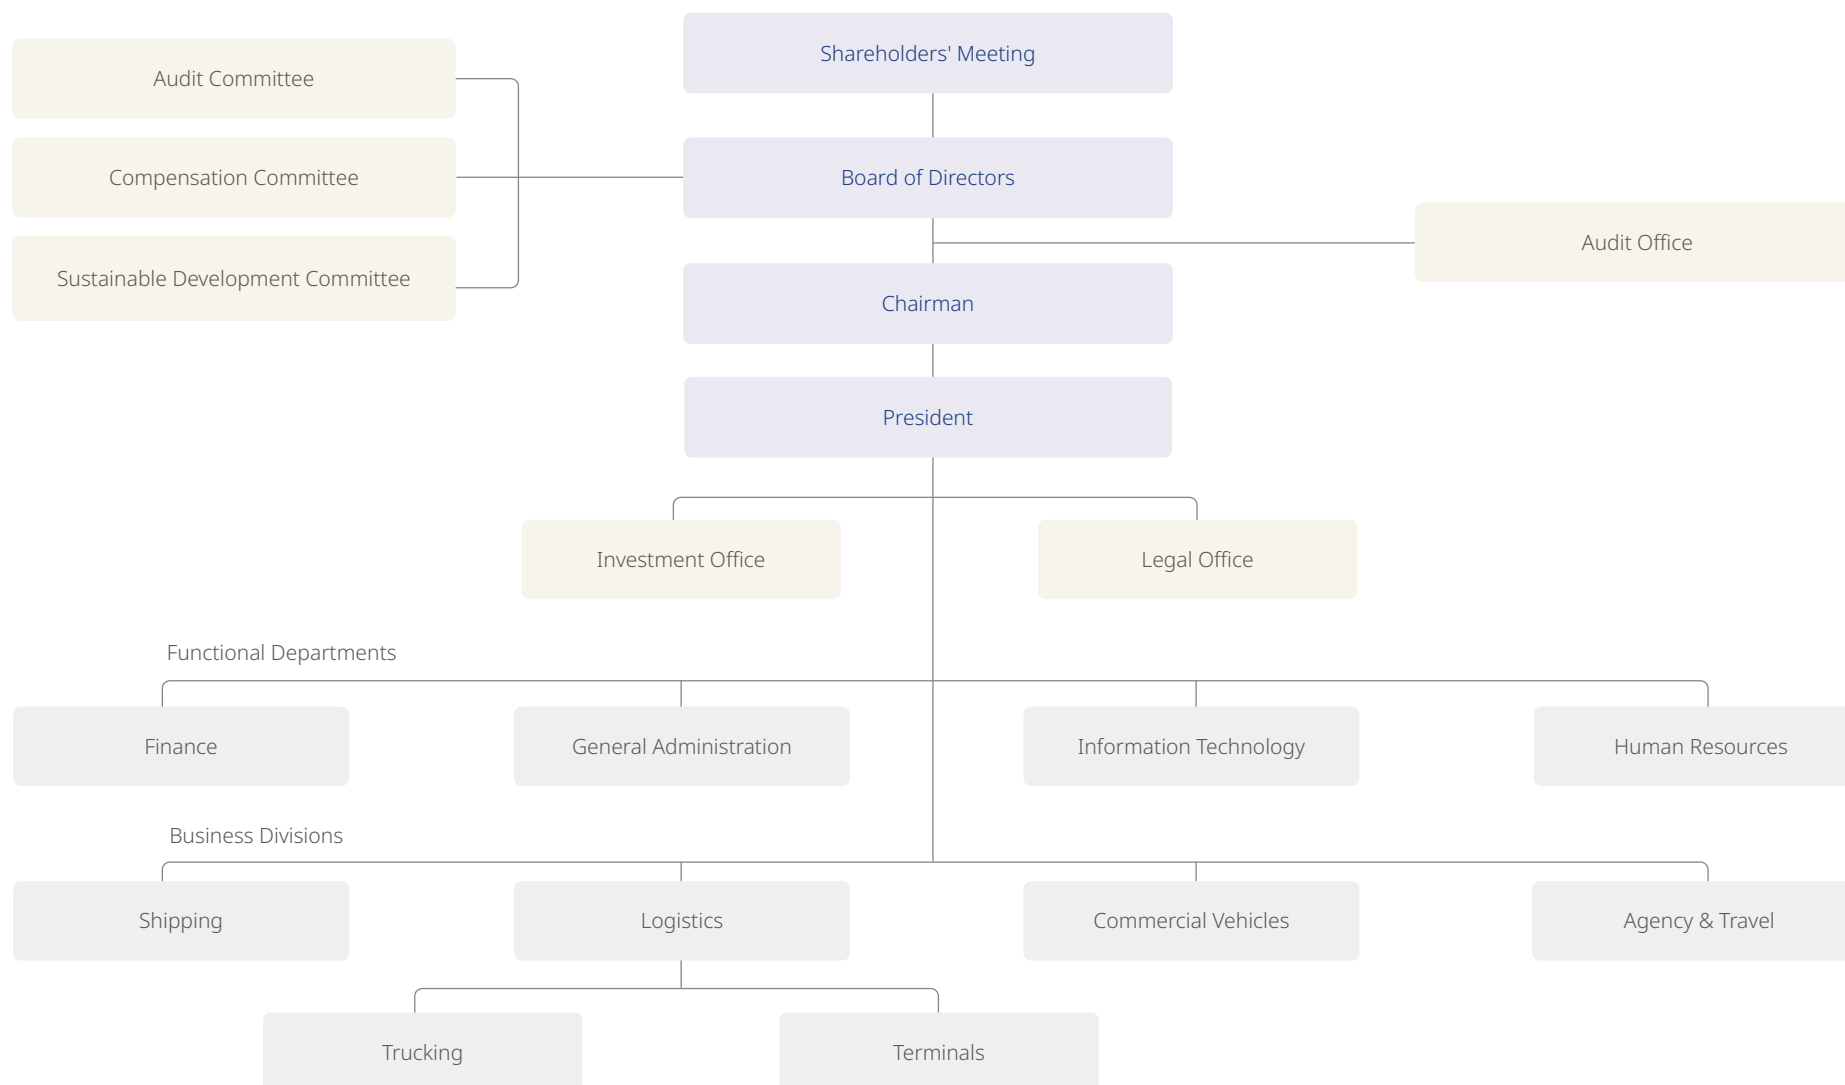 Shareholders' Meeting
Audit Committee
Compensation Committee
Board of Directors
Sustainable Development Committee
Audit Office
Chairman
President
Investment Office
Legal Office
Functional Departments
Finance
General Administration
Information Technology
Human Resources
Business Divisions
Shipping
Logistics
Commercial Vehicles
Agency & Travel
Trucking
Terminals